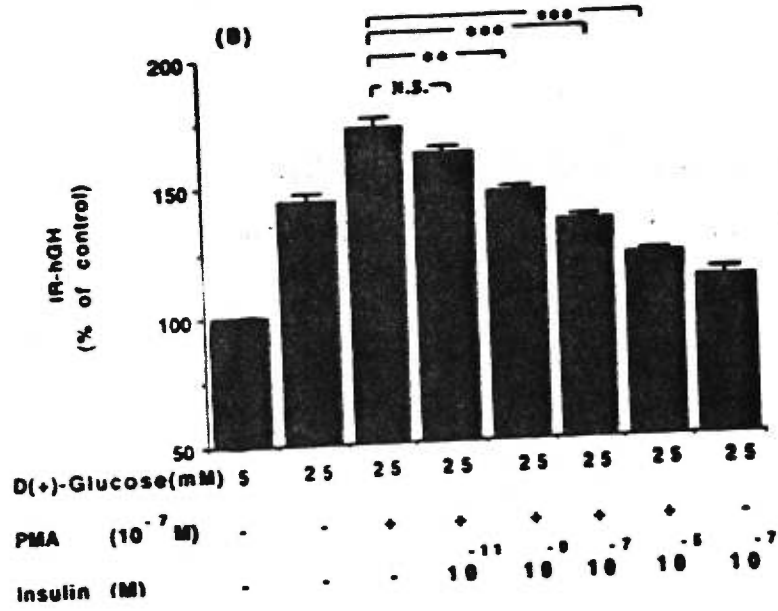 ***
(B) ***
**
N.S.
200
150
100
50
IR-hGH
(% of control)
D(+)-Glucose(mM) 5 25 25 25 25 25 25 25
PMA (10⁻⁷ M) - - + + + + + -
Insulin (M) - - - 10⁻¹¹ 10⁻⁹ 10⁻⁷ 10⁻⁵ 10⁻⁷